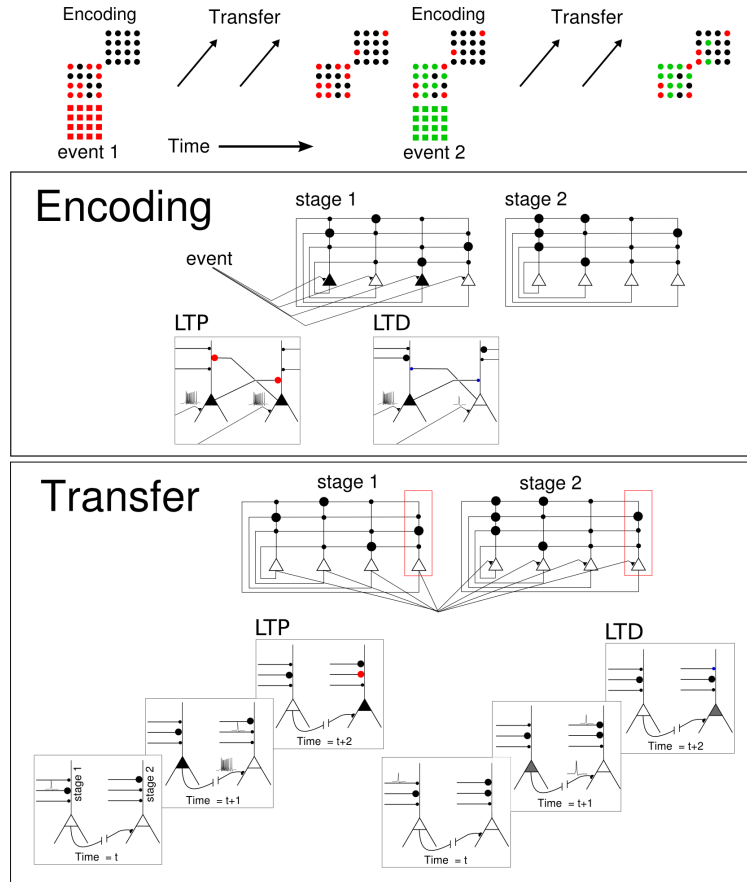 Encoding
Transfer
Encoding
Transfer
event 1
Time
event 2
Encoding
stage 1
stage 2
event
LTP
LTD
Transfer
stage 1
stage 2
LTP
LTD
Time = t+2
Time = t+2
Time = t+1
Time = t+1
stage 1
stage 2
Time = t
Time = t